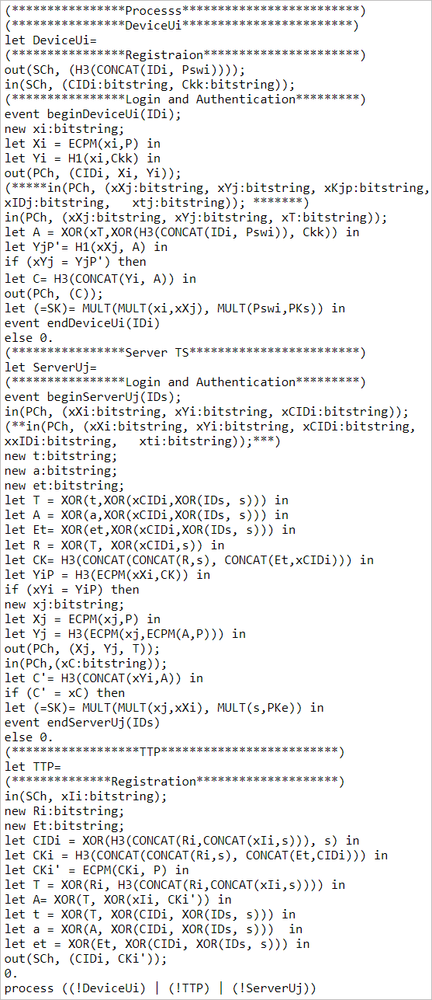 (****************Processs*************************)
(****************DeviceUi************************)
let DeviceUi=
(****************Registraion**********************)
out(SCh, (H3(CONCAT(IDi, Pswi))));
in(SCh, (CIDi:bitstring, Ckk:bitstring));
(****************Login and Authentication*********)
event beginDeviceUi(IDi);
new xi:bitstring;
let Xi = ECPM(xi,P) in
let Yi = H1(xi,Ckk) in
out(PCh, (CIDi, Xi, Yi));
(*****in(PCh, (xXj:bitstring, xYj:bitstring, xKjp:bitstring,
xIDj:bitstring,   xtj:bitstring)); *******)
in(PCh, (xXj:bitstring, xYj:bitstring, xT:bitstring));
let A = XOR(xT,XOR(H3(CONCAT(IDi, Pswi)), Ckk)) in
let YjP'= H1(xXj, A) in
if (xYj = YjP') then
let C= H3(CONCAT(Yi, A)) in
out(PCh, (C));
let (=SK)= MULT(MULT(xi,xXj), MULT(Pswi,PKs)) in
event endDeviceUi(IDi)
else 0.
(****************Server TS************************)
let ServerUj=
(****************Login and Authentication*********)
event beginServerUj(IDs);
in(PCh, (xXi:bitstring, xYi:bitstring, xCIDi:bitstring));
(**in(PCh, (xXi:bitstring, xYi:bitstring, xCIDi:bitstring,
xxIDi:bitstring,   xti:bitstring));***)
new t:bitstring;
new a:bitstring;
new et:bitstring;
let T = XOR(t,XOR(xCIDi,XOR(IDs, s))) in
let A = XOR(a,XOR(xCIDi,XOR(IDs, s))) in
let Et= XOR(et,XOR(xCIDi,XOR(IDs, s))) in
let R = XOR(T, XOR(xCIDi,s)) in
let CK= H3(CONCAT(CONCAT(R,s), CONCAT(Et,xCIDi))) in
let YiP = H3(ECPM(xXi,CK)) in
if (xYi = YiP) then
new xj:bitstring;
let Xj = ECPM(xj,P) in
let Yj = H3(ECPM(xj,ECPM(A,P))) in
out(PCh, (Xj, Yj, T));
in(PCh,(xC:bitstring));
let C'= H3(CONCAT(xYi,A)) in
if (C' = xC) then
let (=SK)= MULT(MULT(xj,xXi), MULT(s,PKe)) in
event endServerUj(IDs)
else 0.
(******************TTP*************************)
let TTP=
(**************Registration********************)
in(SCh, xIi:bitstring);
new Ri:bitstring;
new Et:bitstring;
let CIDi = XOR(H3(CONCAT(Ri,CONCAT(xIi,s))), s) in
let CKi = H3(CONCAT(CONCAT(Ri,s), CONCAT(Et,CIDi))) in
let CKi' = ECPM(CKi, P) in
let T = XOR(Ri, H3(CONCAT(Ri,CONCAT(xIi,s)))) in
let A= XOR(T, XOR(xIi, CKi')) in
let t = XOR(T, XOR(CIDi, XOR(IDs, s))) in
let a = XOR(A, XOR(CIDi, XOR(IDs, s)))  in
let et = XOR(Et, XOR(CIDi, XOR(IDs, s))) in
out(SCh, (CIDi, CKi'));
0.
process ((!DeviceUi) | (!TTP) | (!ServerUj))